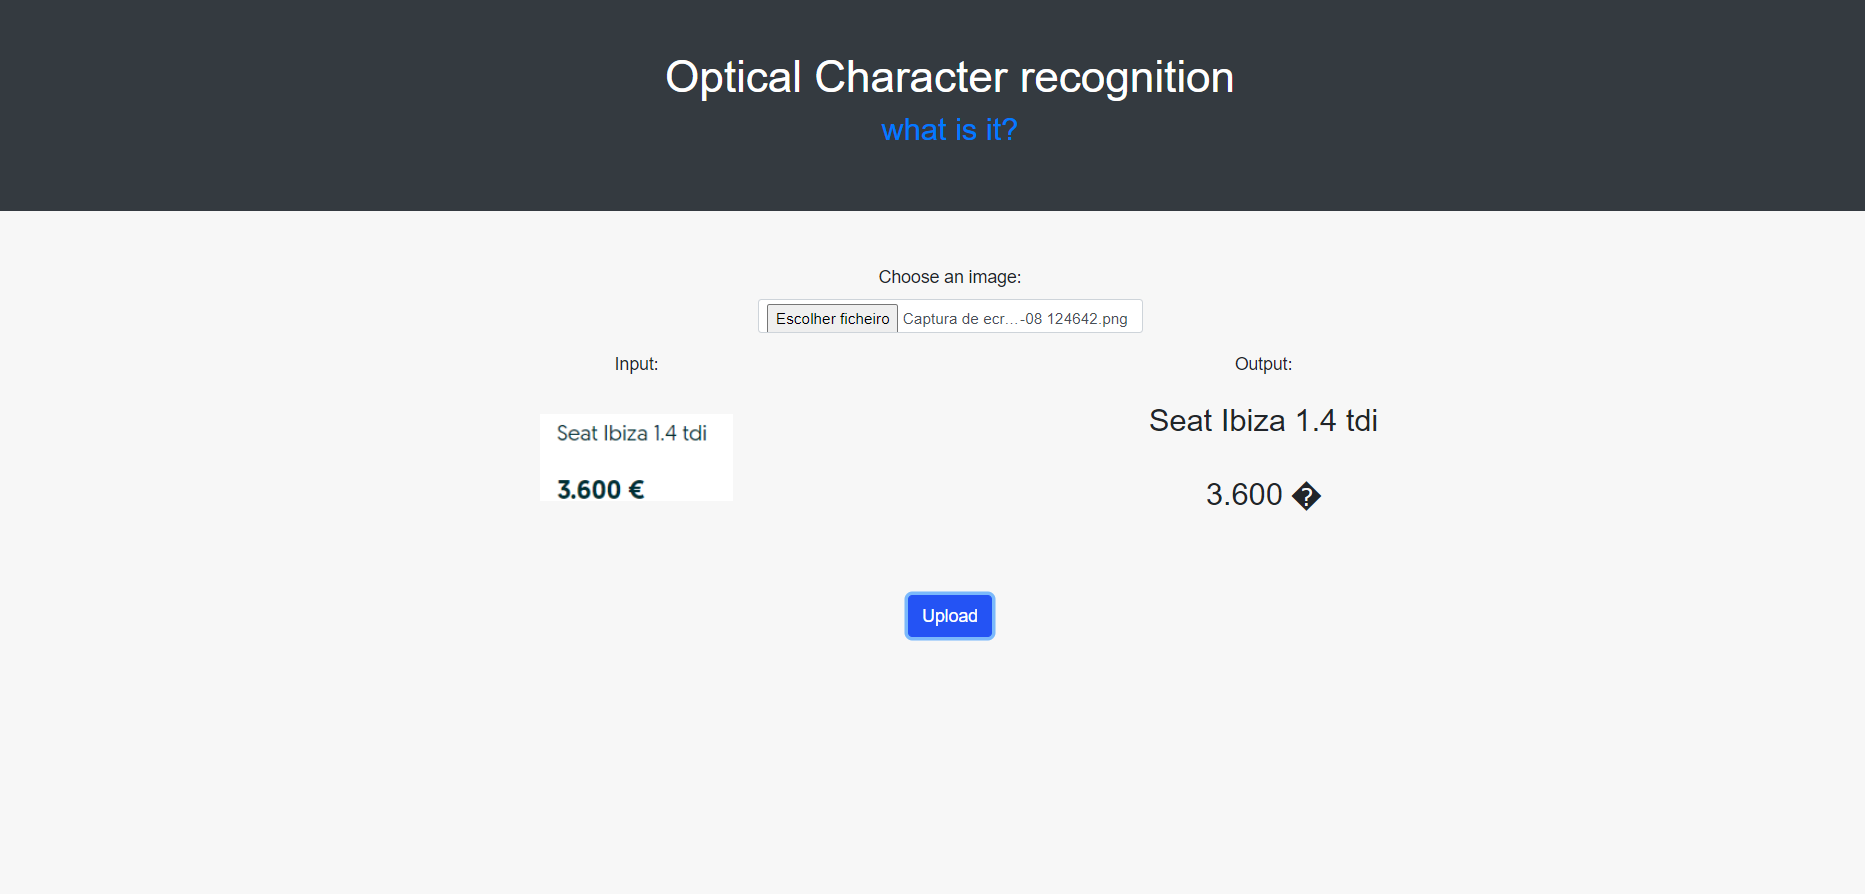 Optical Character recognition
what is it?
Choose an image:
Escolher ficheiro Captura de ecr...-08 124642.png
Input:
Output:
Seat Ibiza 1.4 tdi
3.600 €
Seat Ibiza 1.4 tdi
3.600 �
Upload